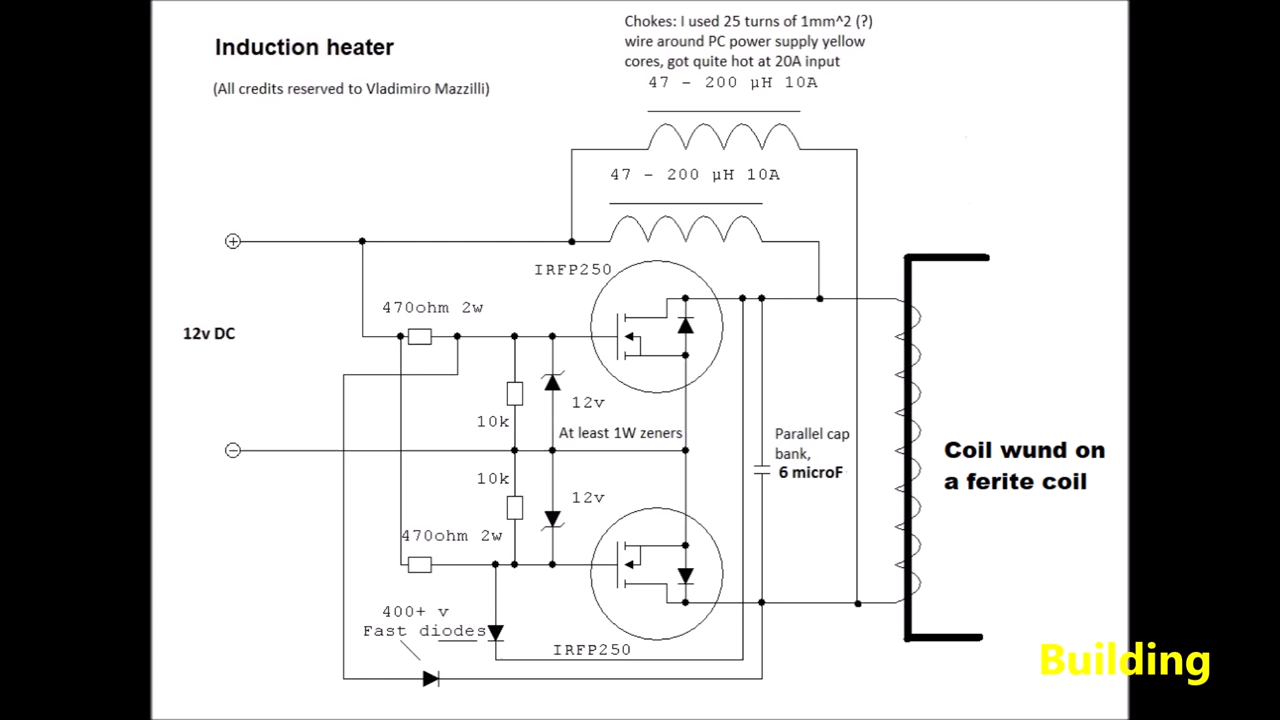 Chokes: I used 25 turns of 1mm^2 (?)
wire around PC power supply yellow
cores, got quite hot at 20A input
Induction heater
(All credits reserved to Vladimiro Mazzilli)
47 - 200 µH 10A
47 - 200 µH 10A
IRFP250
470ohm 2w
12v DC
12v
10k
At least 1W zeners
Parallel cap
bank,
6 microF
Coil wund on
a ferite coil
10k
12v
470ohm 2w
400+ v
Fast diodes
IRFP250
Building